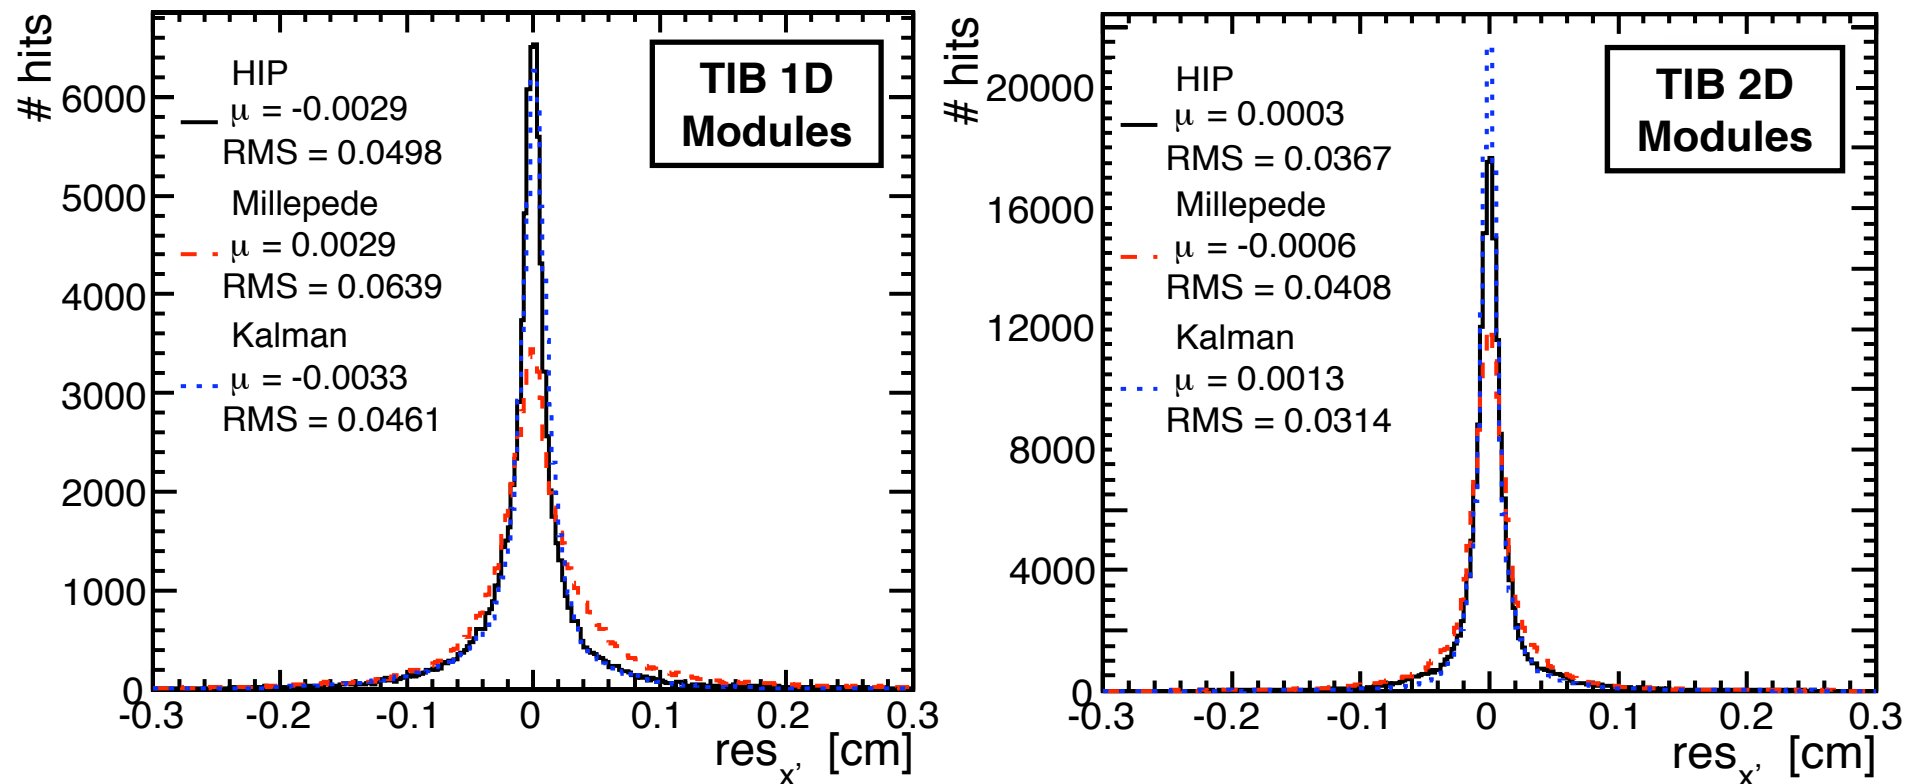 # hits
6000
5000
4000
3000
2000
1000
0
-0.3
-0.2
-0.1
0
0.1
0.2
0.3
res_x' [cm]
HIP
μ = -0.0029
RMS = 0.0498
Millepede
μ = 0.0029
RMS = 0.0639
Kalman
μ = -0.0033
RMS = 0.0461
TIB 1D
Modules
# hits
20000
16000
12000
8000
4000
0
-0.3
-0.2
-0.1
0
0.1
0.2
0.3
res_x' [cm]
HIP
μ = 0.0003
RMS = 0.0367
Millepede
μ = -0.0006
RMS = 0.0408
Kalman
μ = 0.0013
RMS = 0.0314
TIB 2D
Modules